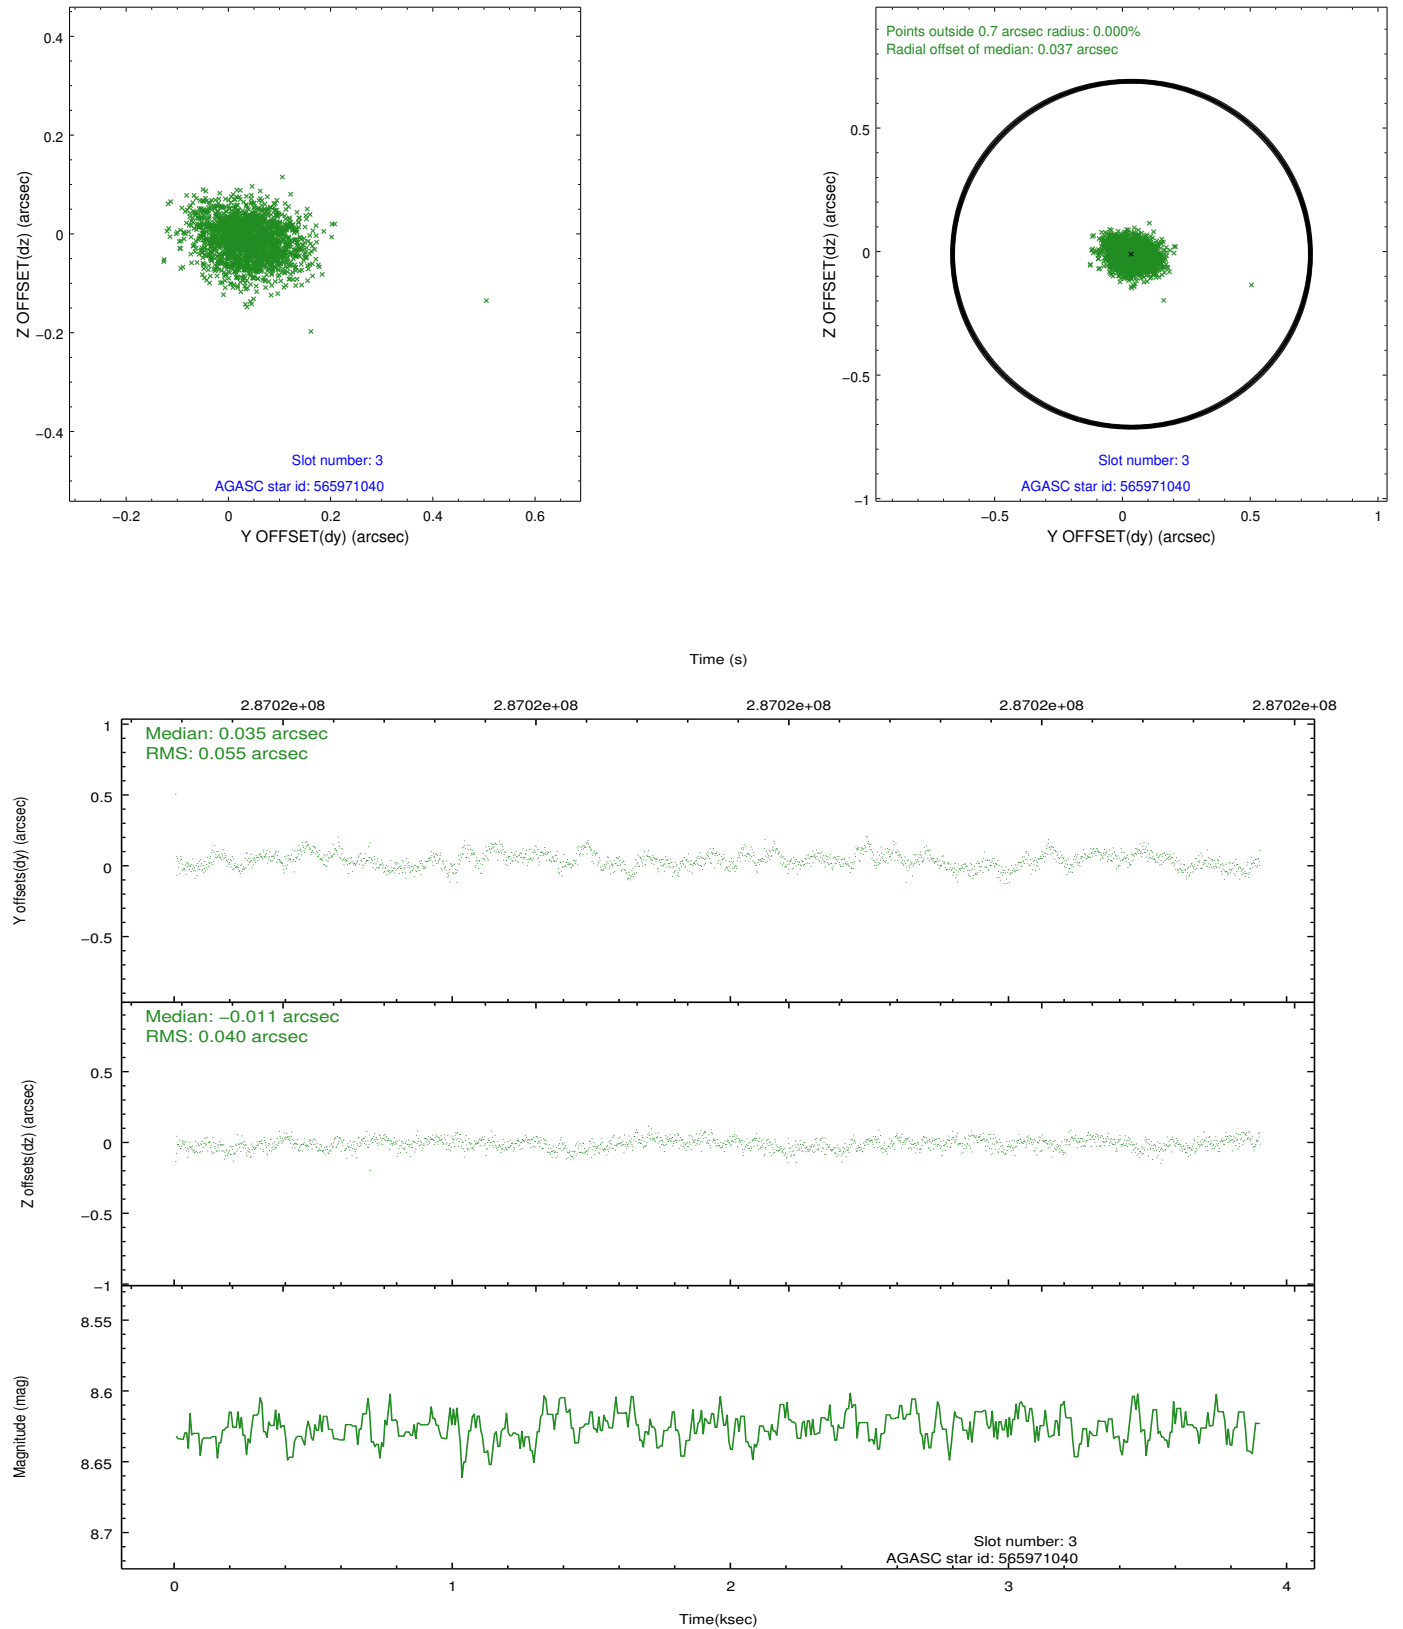 0.4
0.2
0
−0.2
−0.4
Z OFFSET(dz) (arcsec)
Slot number: 3
AGASC star id: 565971040
−0.2 0 0.2 0.4 0.6
Y OFFSET(dy) (arcsec)
Points outside 0.7 arcsec radius: 0.000%
Radial offset of median: 0.037 arcsec
0.5
0
−0.5
−1
Z OFFSET(dz) (arcsec)
Slot number: 3
AGASC star id: 565971040
−0.5 0 0.5 1
Y OFFSET(dy) (arcsec)
Time (s)
2.8702e+08 2.8702e+08 2.8702e+08 2.8702e+08 2.8702e+08
Median: 0.035 arcsec
RMS: 0.055 arcsec
1
0.5
0
−0.5
Y offsets(dy) (arcsec)
Median: −0.011 arcsec
RMS: 0.040 arcsec
0.5
0
−0.5
−1
Z offsets(dz) (arcsec)
8.55
8.6
8.65
8.7
Magnitude (mag)
Slot number: 3
AGASC star id: 565971040
0 1 2 3 4
Time(ksec)